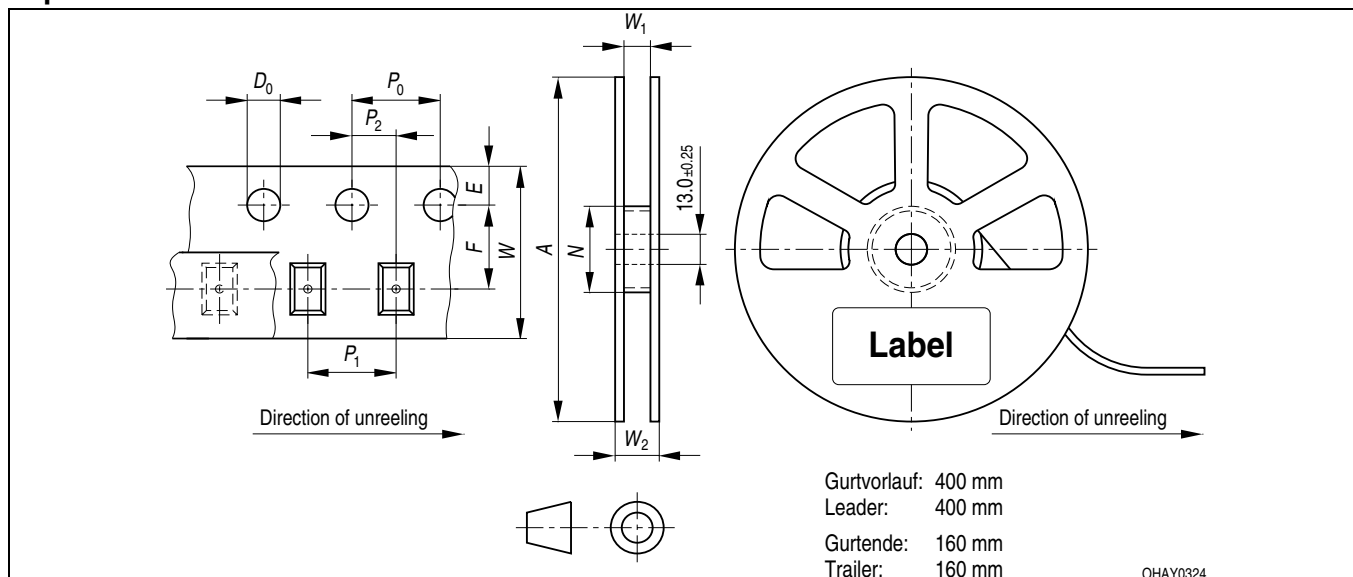 W1
D0
P0
P2
E
F
W
A
N
13.0±0.25
P1
Label
Direction of unreeling
W2
Direction of unreeling
Gurtvorlauf: 400 mm
Leader: 400 mm
Gurtende: 160 mm
Trailer: 160 mm
OHAY0324